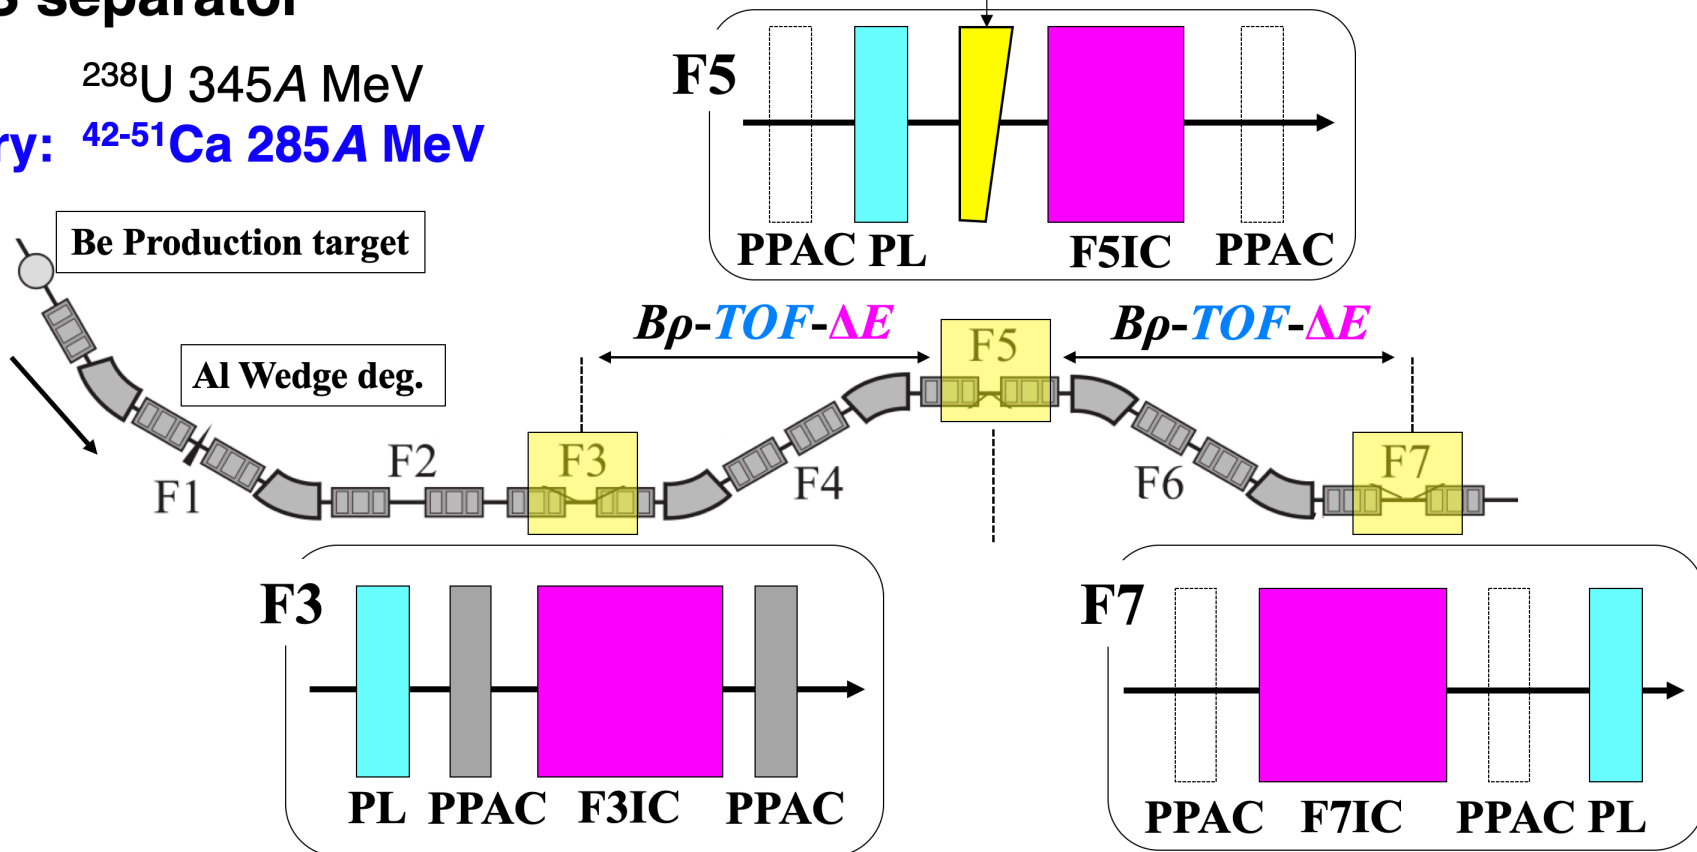 S separator
²³⁸U 345A MeV
ry: ⁴²⁻⁵¹Ca 285A MeV
F5
PPAC PL F5IC PPAC
Be Production target
Bρ-TOF-ΔE Bρ-TOF-ΔE
F5
Al Wedge deg.
F1 F2 F3 F4 F6 F7
F3
PL PPAC F3IC PPAC
F7
PPAC F7IC PPAC PL